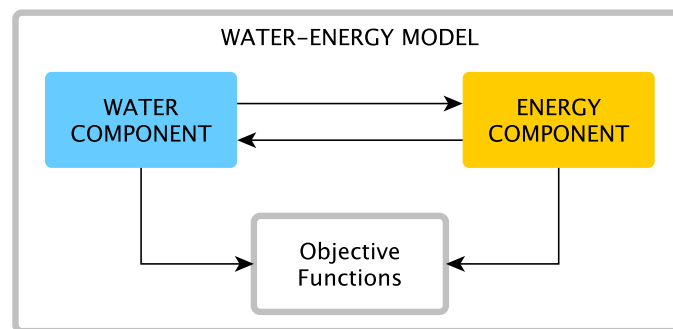 WATER–ENERGY MODEL
WATER
COMPONENT
ENERGY
COMPONENT
Objective
Functions